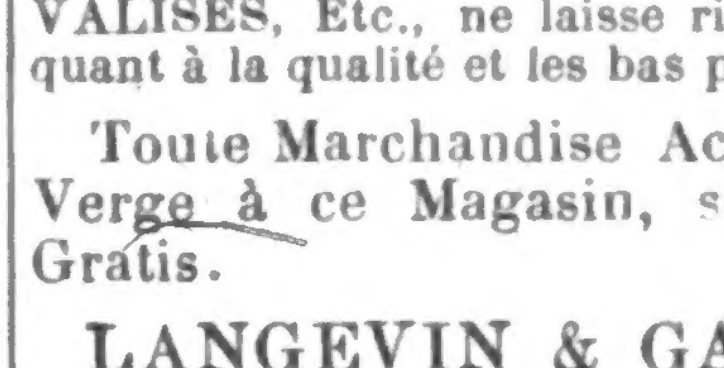 VALISES, Etc., ne laisse ri
quant à la qualité et les bas p
Toute Marchandise Ac
Verge à ce Magasin, s
Gratis.
LANGEVIN & GA